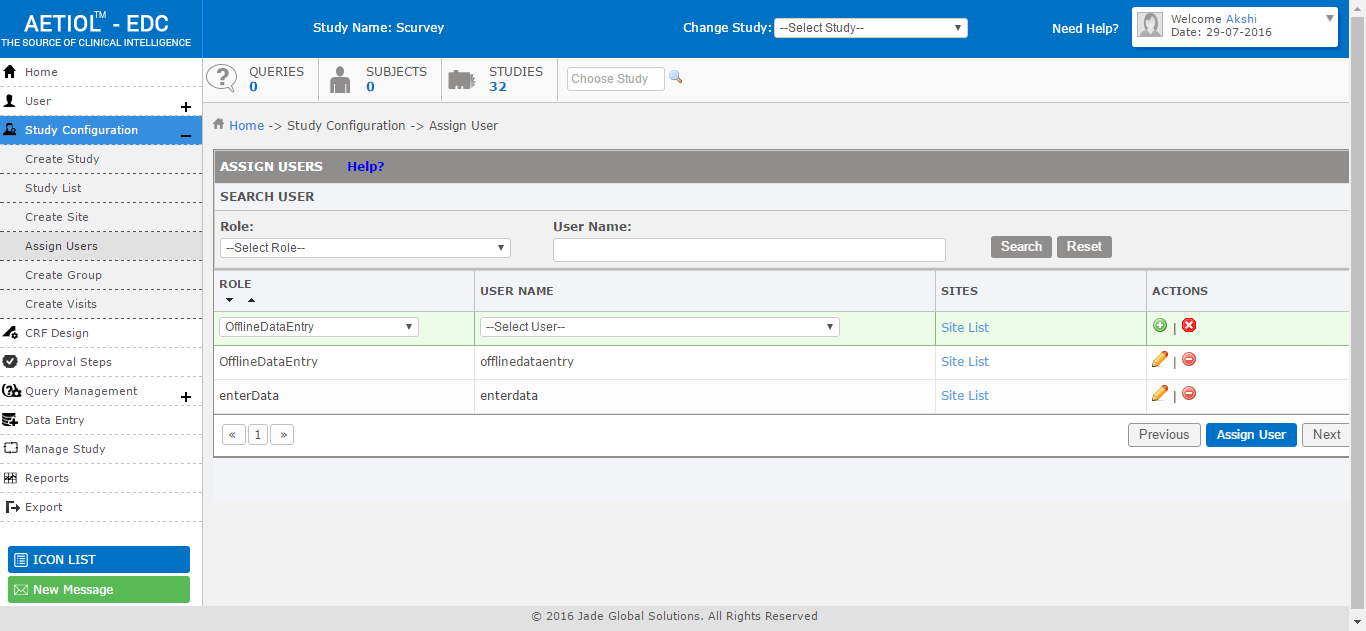 AETIOL™ - EDC
THE SOURCE OF CLINICAL INTELLIGENCE
Study Name: Scurvey
Change Study: --Select Study--
Need Help?
Welcome Akshi
Date: 29-07-2016
Home
User
Study Configuration
Create Study
Study List
Create Site
Assign Users
Create Group
Create Visits
CRF Design
Approval Steps
Query Management
Data Entry
Manage Study
Reports
Export
ICON LIST
New Message
QUERIES
0
SUBJECTS
0
STUDIES
32
Choose Study
Home -> Study Configuration -> Assign User
ASSIGN USERS Help?
SEARCH USER
Role: User Name:
--Select Role-- Search Reset
ROLE USER NAME SITES ACTIONS
OfflineDataEntry --Select User-- Site List |
OfflineDataEntry offlinedataentry Site List |
enterData enterdata Site List |
« 1 » Previous Assign User Next
© 2016 Jade Global Solutions. All Rights Reserved